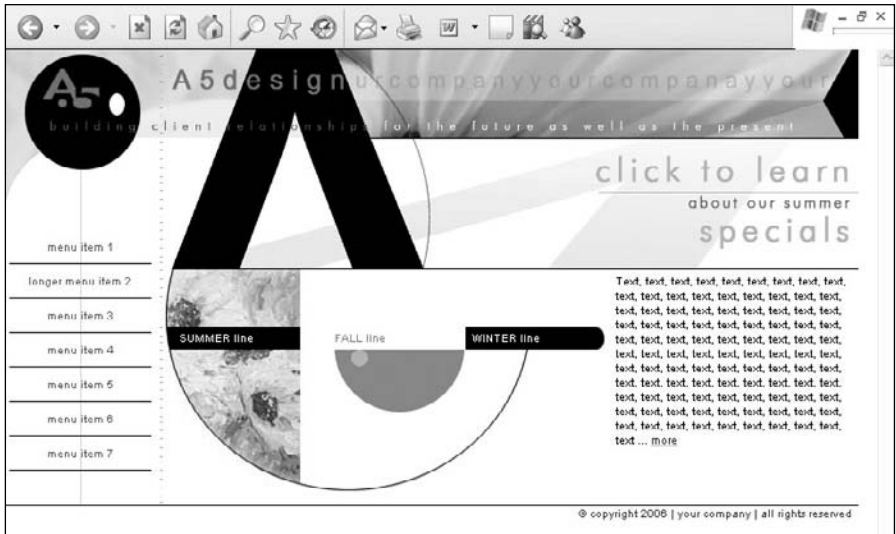 A5
A5designurcompanyyourcompanayyour
building client relationships for the future as well as the present
click to learn
about our summer
specials
menu item 1
longer menu item 2
menu item 3
menu item 4
menu item 5
menu item 6
menu item 7
SUMMER line
FALL line
WINTER line
Text, text, text, text, text, text, text, text, text,
text, text, text, text, text, text, text, text, text,
text, text, text, text, text, text, text, text, text,
text, text, text, text, text, text, text, text, text,
text, text, text, text, text, text, text, text, text,
text, text, text, text, text, text, text, text, text,
text, text, text, text, text, text, text, text, text,
text, text, text, text, text, text, text, text, text,
text, text, text, text, text, text, text, text, text,
text, text, text, text, text, text, text, text, text,
text, text, text, text, text, text, text, text, text,
text ... more
© copyright 2006 | your company | all rights reserved